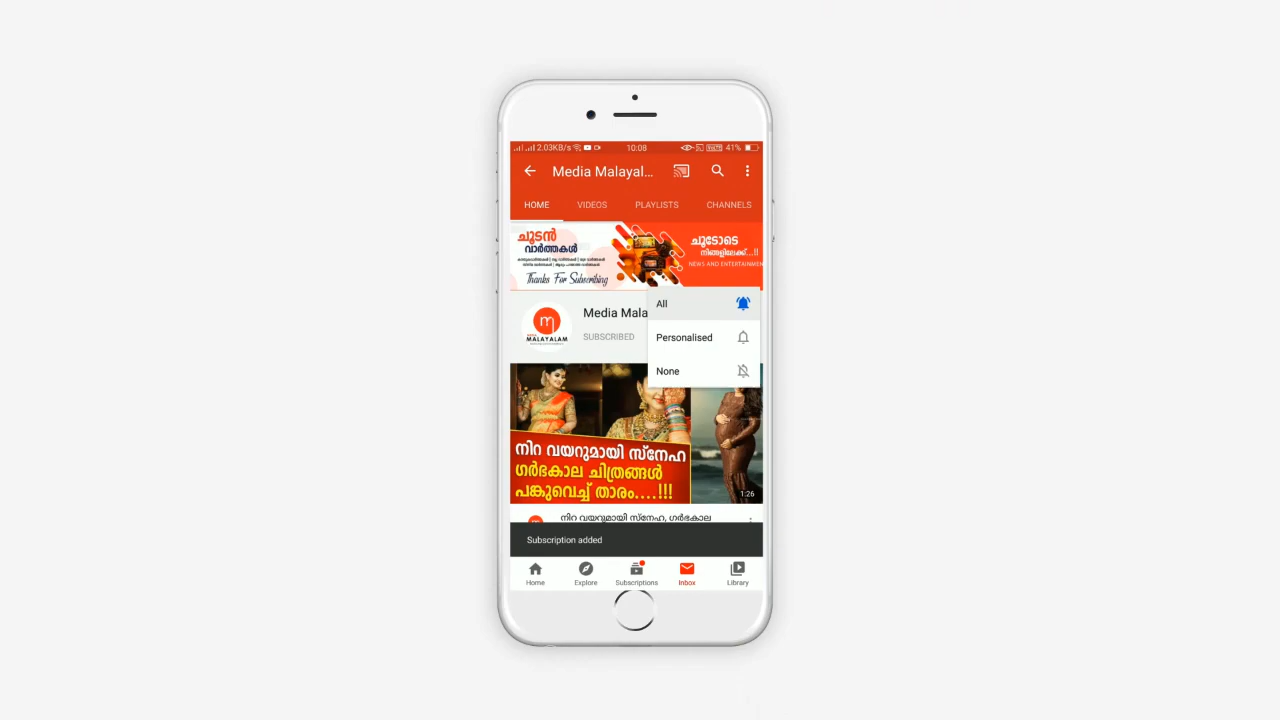 2.03KB/s
10:08
41%
Media Malayal...
HOME
VIDEOS
PLAYLISTS
CHANNELS
ചൂടൻ
വാർത്തകൾ
Thanks For Subscribing
ചൂടോടെ
നിങ്ങളിലേക്ക്...!!
NEWS AND ENTERTAINMEN
All
Media Mala
SUBSCRIBED
Personalised
None
MALAYALAM
നിറ വയറുമായി സ്നേഹ
ഗർഭകാല ചിത്രങ്ങൾ
പങ്കുവെച്ച് താരം....!!!
1:26
നിറ വയറുമായി സ്നേഹ, ഗർഭകാല
Subscription added
Home
Explore
Subscriptions
Inbox
Library